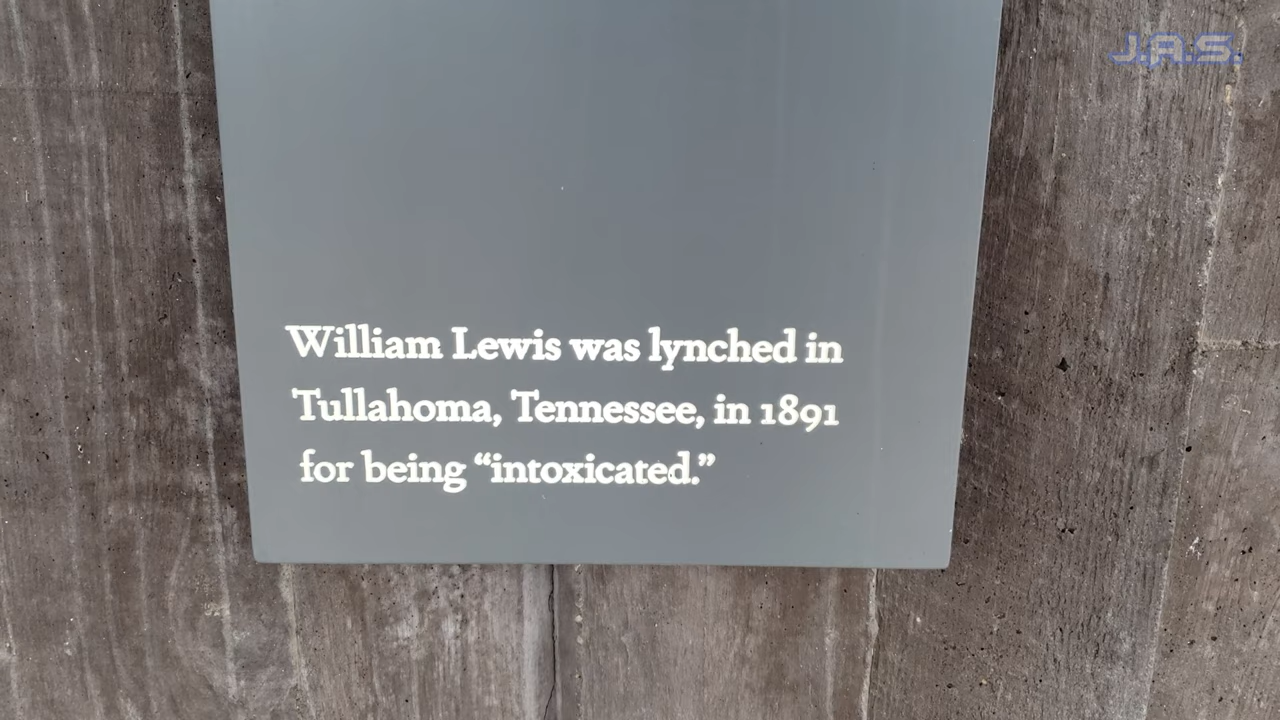 J.A.S.
William Lewis was lynched in
Tullahoma, Tennessee, in 1891
for being “intoxicated.”